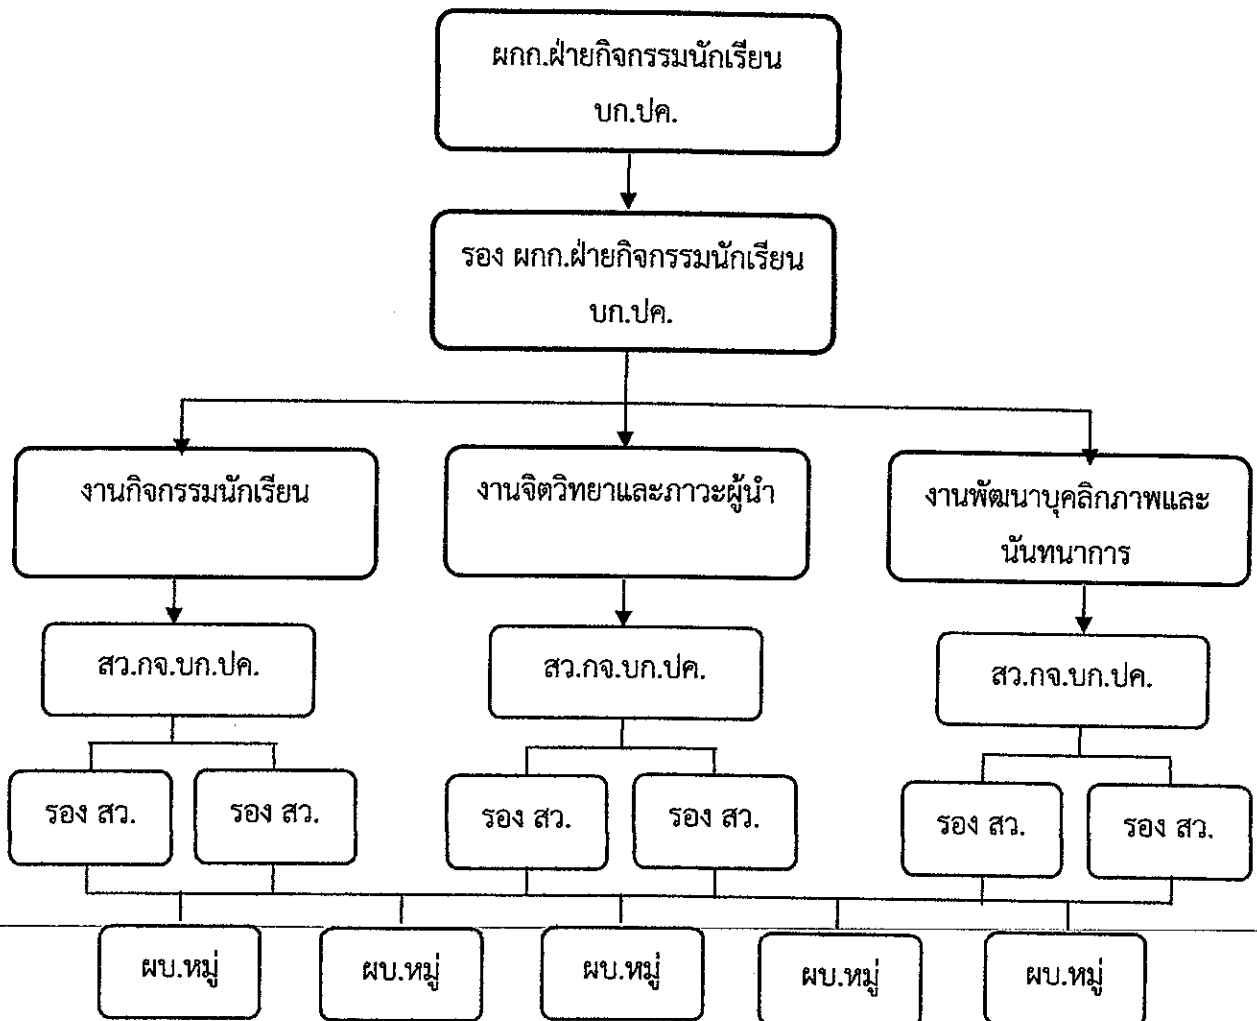 ผกก.ฝ่ายกิจกรรมนักเรียน
บก.ปค.
รอง ผกก.ฝ่ายกิจกรรมนักเรียน
บก.ปค.
งานกิจกรรมนักเรียน
งานจิตวิทยาและภาวะผู้นำ
งานพัฒนาบุคลิกภาพและ
นันทนาการ
สว.กจ.บก.ปค.
สว.กจ.บก.ปค.
สว.กจ.บก.ปค.
รอง สว.
รอง สว.
รอง สว.
รอง สว.
รอง สว.
รอง สว.
ผบ.หมู่
ผบ.หมู่
ผบ.หมู่
ผบ.หมู่
ผบ.หมู่